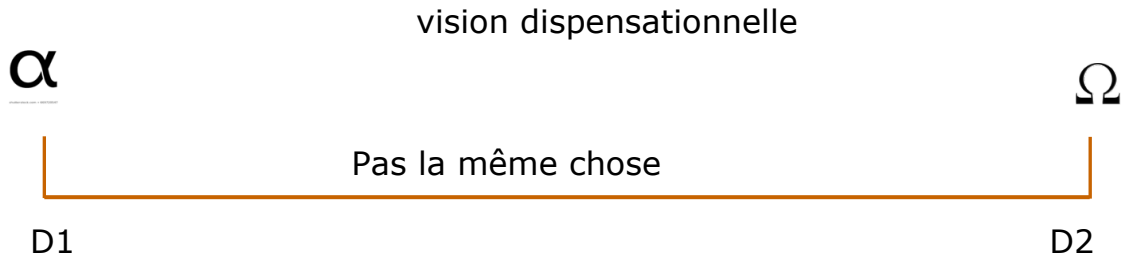 vision dispensationnelle
α
Ω
Pas la même chose
D1
D2